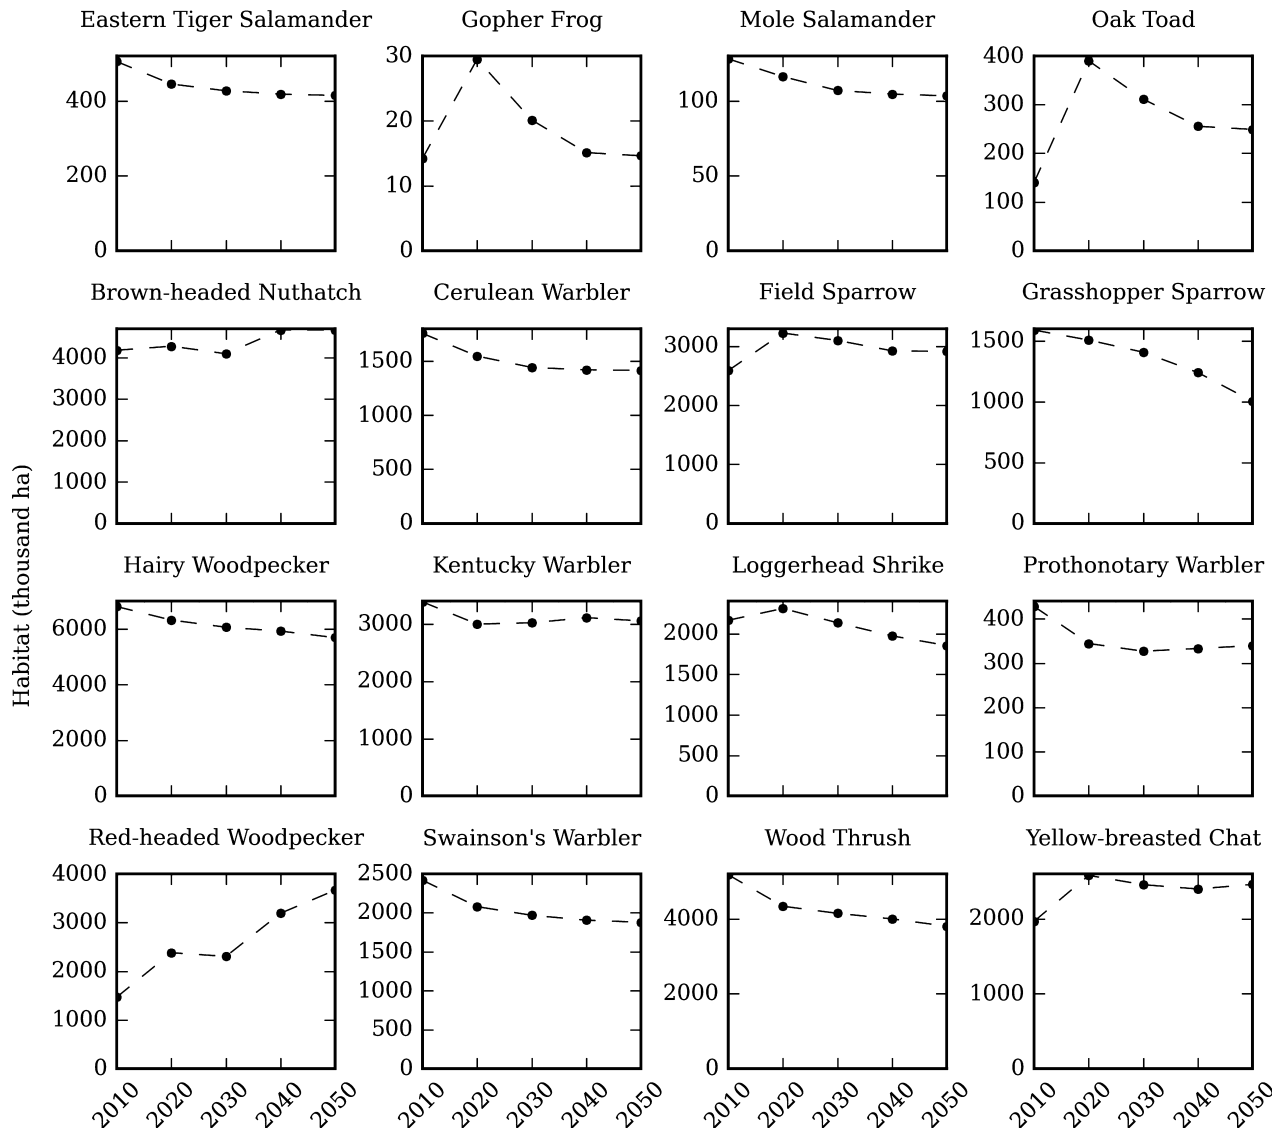 Eastern Tiger Salamander Gopher Frog Mole Salamander Oak Toad
400 200 0
30 20 10 0
100 50 0
400 300 200 100 0
Brown-headed Nuthatch Cerulean Warbler Field Sparrow Grasshopper Sparrow
4000 3000 2000 1000 0
1500 1000 500 0
3000 2000 1000 0
1500 1000 500 0
Habitat (thousand ha)
Hairy Woodpecker Kentucky Warbler Loggerhead Shrike Prothonotary Warbler
6000 4000 2000 0
3000 2000 1000 0
2000 1500 1000 500 0
400 300 200 100 0
Red-headed Woodpecker Swainson's Warbler Wood Thrush Yellow-breasted Chat
4000 3000 2000 1000 0
2500 2000 1500 1000 500 0
4000 2000 0
2000 1000 0
2010 2020 2030 2040 2050 2010 2020 2030 2040 2050 2010 2020 2030 2040 2050 2010 2020 2030 2040 2050